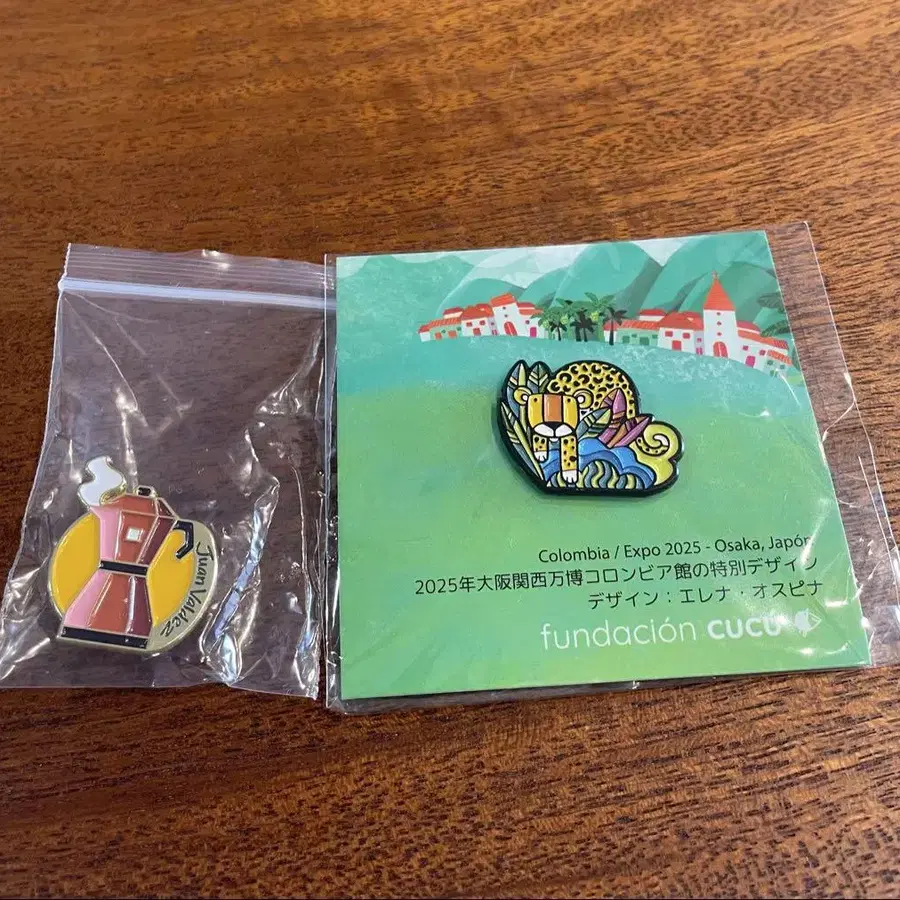 Juan Valdez
Colombia / Expo 2025 - Osaka, Japón
2025年大阪関西万博コロンビア館の特別デザイン
デザイン：エレナ・オスピナ
fundación CUCÚ